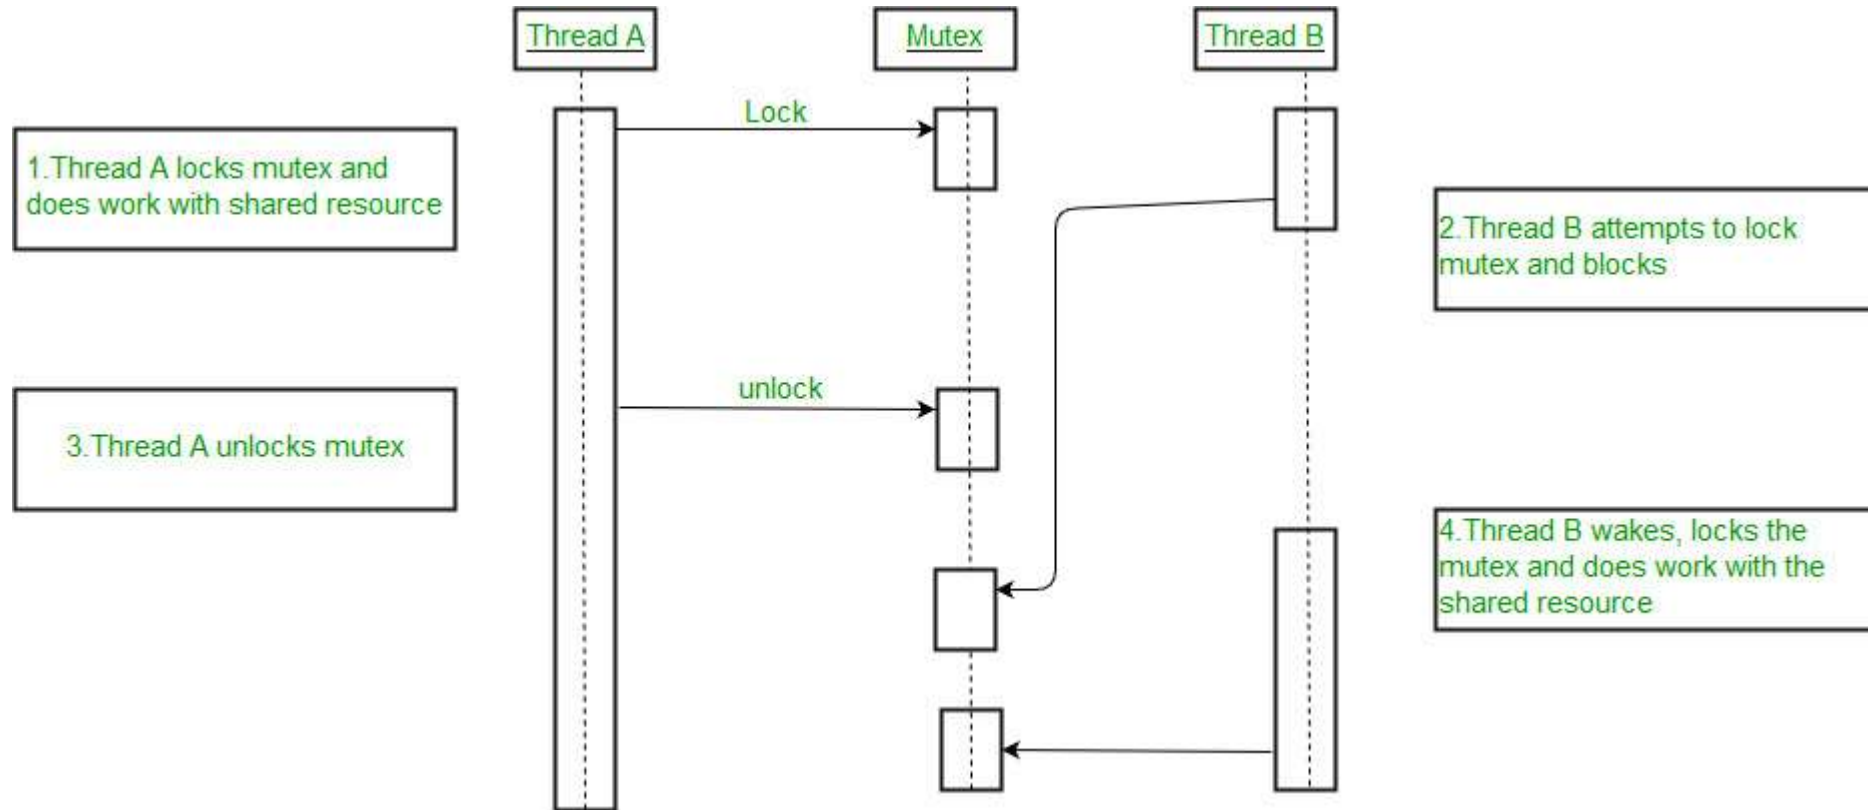 Thread A
Mutex
Thread B
Lock
1.Thread A locks mutex and
does work with shared resource
2.Thread B attempts to lock
mutex and blocks
unlock
3.Thread A unlocks mutex
4.Thread B wakes, locks the
mutex and does work with the
shared resource